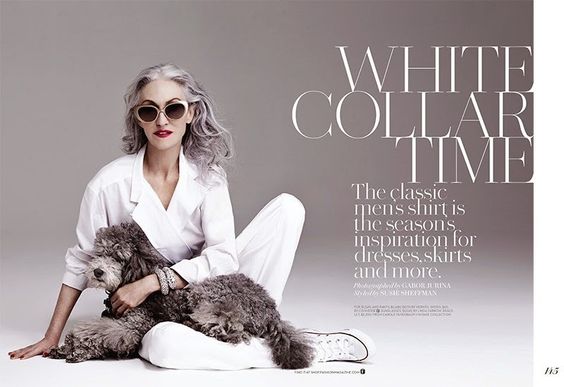 WHITE
COLLAR
TIME
The classic
men's shirt is
the season's
inspiration for
dresses, skirts
and more.
Photographed by GABOR JURINA
Styled by SUSIE SHEFFMAN
145